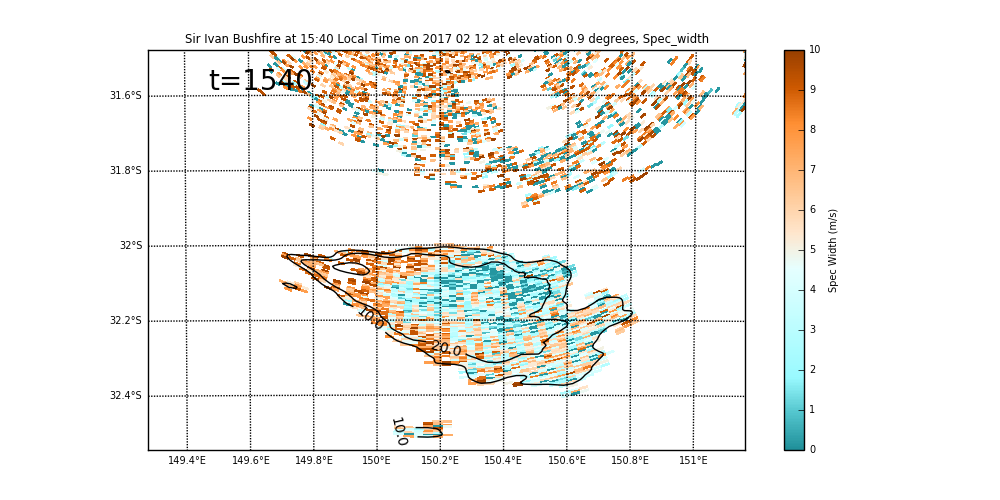 Sir Ivan Bushfire at 15:40 Local Time on 2017 02 12 at elevation 0.9 degrees, Spec_width
t=1540
31.6°S
31.8°S
32°S
32.2°S
32.4°S
149.4°E 149.6°E 149.8°E 150°E 150.2°E 150.4°E 150.6°E 150.8°E 151°E
10.0
20.0
10.0
10
9
8
7
6
5
4
3
2
1
0
Spec Width (m/s)